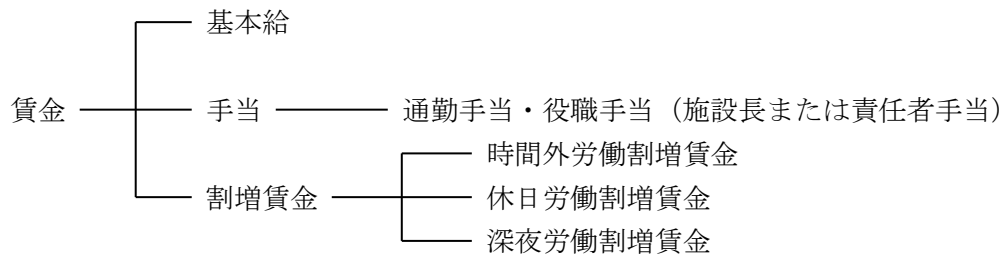 基本給
賃金 手当 通勤手当・役職手当（施設長または責任者手当）
時間外労働割増賃金
割増賃金 休日労働割増賃金
深夜労働割増賃金